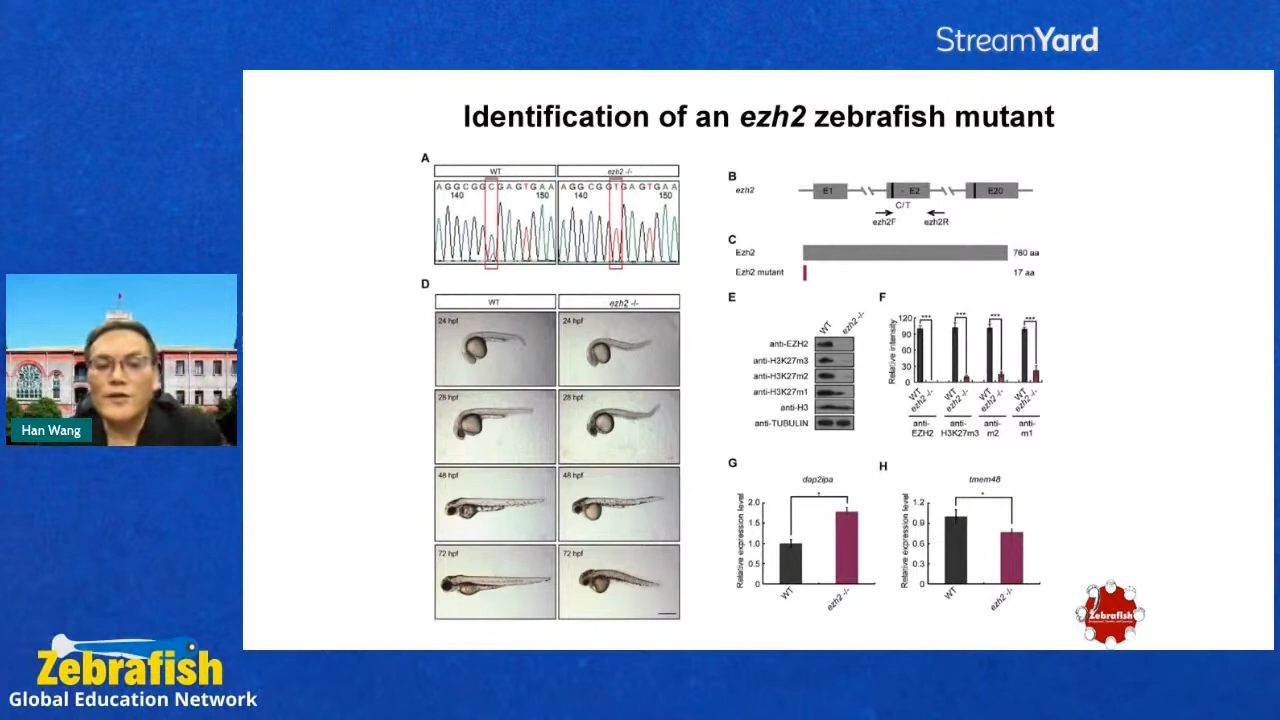 StreamYard
Identification of an ezh2 zebrafish mutant
A
WT
ezh2 -/-
AGGCGGCGAGTGAA
AGGCGGTGAGTGAA
140
150
140
150
B
ezh2
E1
E2
E20
C/T
ezh2F
ezh2R
C
Ezh2
760 aa
Ezh2 mutant
17 aa
D
WT
ezh2 -/-
24 hpf
24 hpf
28 hpf
28 hpf
48 hpf
48 hpf
72 hpf
72 hpf
E
WT
ezh2 -/-
anti-EZH2
anti-H3K27m3
anti-H3K27m2
anti-H3K27m1
anti-H3
anti-TUBULIN
F
Relative intensity
120
90
60
30
0
***
***
***
***
WT
ezh2 -/-
WT
ezh2 -/-
WT
ezh2 -/-
WT
ezh2 -/-
anti-
EZH2
anti-
H3K27m3
anti-
m2
anti-
m1
G
dap2ipa
Relative expression level
2.0
1.5
1.0
0.5
0
*
WT
ezh2 -/-
H
tmem48
Relative expression level
1.2
0.9
0.6
0.3
0
*
WT
ezh2 -/-
Zebrafish
Han Wang
Zebrafish
Global Education Network